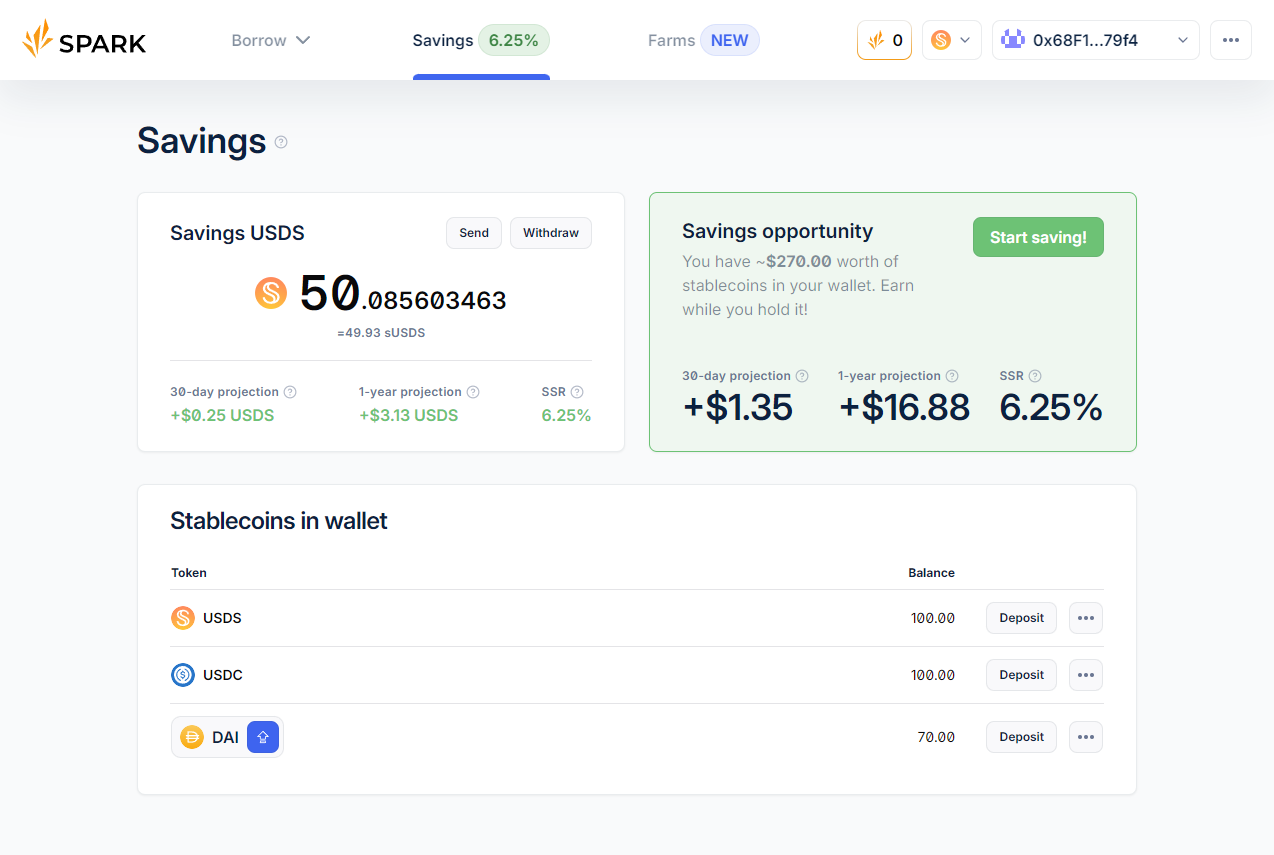 SPARK
Borrow
Savings 6.25%
Farms NEW
0
0x68F1...79f4
Savings
Savings USDS
Send
Withdraw
50.085603463
=49.93 sUSDS
30-day projection
1-year projection
SSR
+$0.25 USDS
+$3.13 USDS
6.25%
Savings opportunity
Start saving!
You have ~$270.00 worth of
stablecoins in your wallet. Earn
while you hold it!
30-day projection
1-year projection
SSR
+$1.35
+$16.88
6.25%
Stablecoins in wallet
Token
Balance
USDS
100.00
Deposit
USDC
100.00
Deposit
DAI
70.00
Deposit